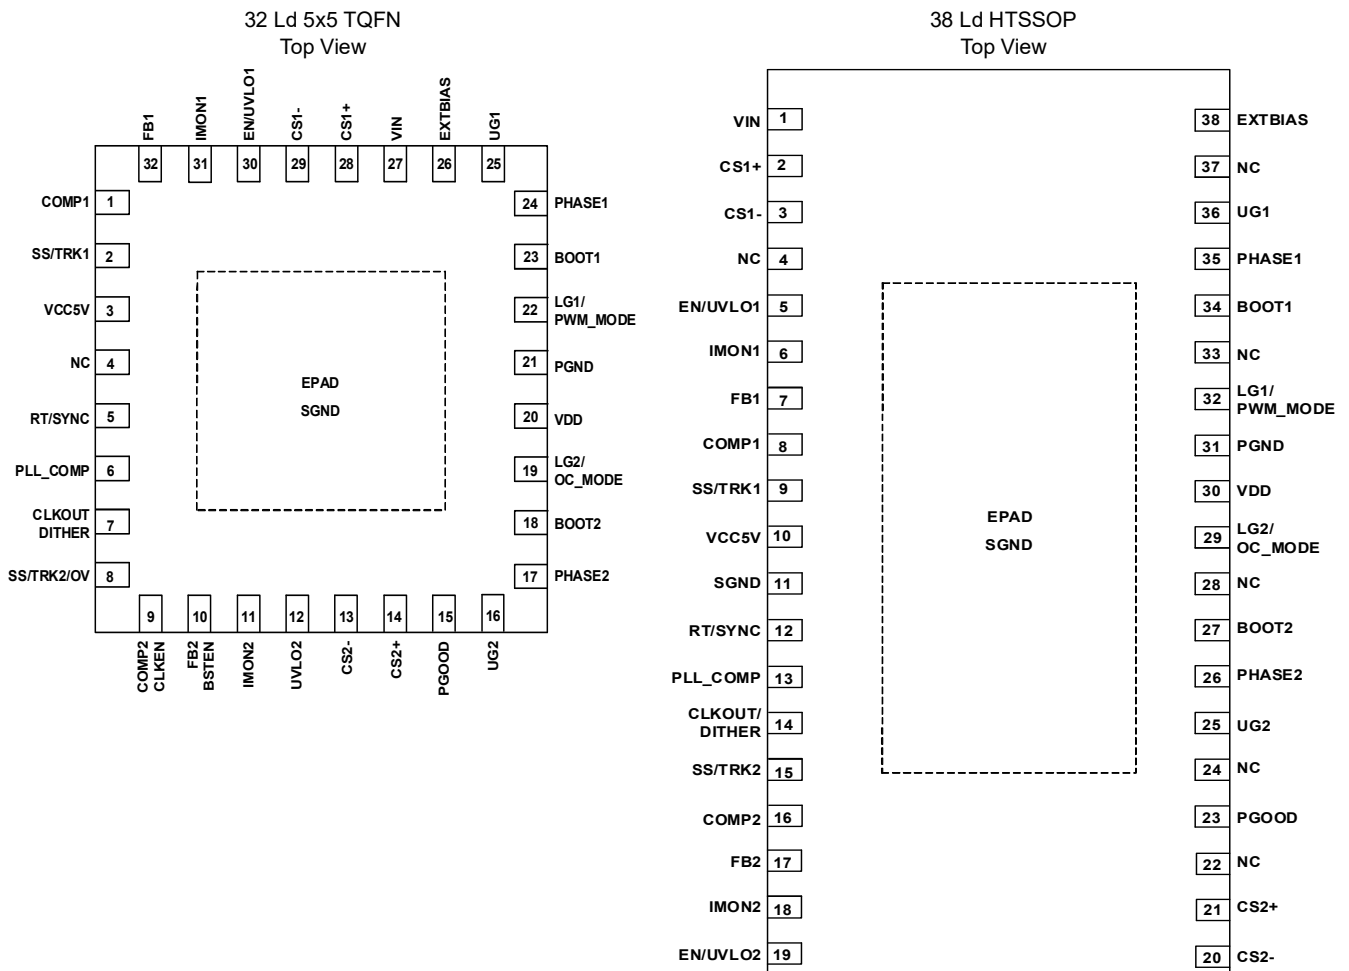 32 Ld 5x5 TQFN
Top View
FB1
IMON1
EN/UVLO1
CS1-
CS1+
VIN
EXTBIAS
UG1
32
31
30
29
28
27
26
25
COMP1 1
SS/TRK1 2
VCC5V 3
NC 4
RT/SYNC 5
PLL_COMP 6
CLKOUT
DITHER 7
SS/TRK2/OV 8
24 PHASE1
23 BOOT1
22 LG1/
PWM_MODE
21 PGND
20 VDD
19 LG2/
OC_MODE
18 BOOT2
17 PHASE2
EPAD
SGND
9
10
11
12
13
14
15
16
COMP2
CLKEN
FB2
BSTEN
IMON2
UVLO2
CS2-
CS2+
PGOOD
UG2
38 Ld HTSSOP
Top View
VIN 1
CS1+ 2
CS1- 3
NC 4
EN/UVLO1 5
IMON1 6
FB1 7
COMP1 8
SS/TRK1 9
VCC5V 10
SGND 11
RT/SYNC 12
PLL_COMP 13
CLKOUT/
DITHER 14
SS/TRK2 15
COMP2 16
FB2 17
IMON2 18
EN/UVLO2 19
EPAD
SGND
38 EXTBIAS
37 NC
36 UG1
35 PHASE1
34 BOOT1
33 NC
32 LG1/
PWM_MODE
31 PGND
30 VDD
29 LG2/
OC_MODE
28 NC
27 BOOT2
26 PHASE2
25 UG2
24 NC
23 PGOOD
22 NC
21 CS2+
20 CS2-